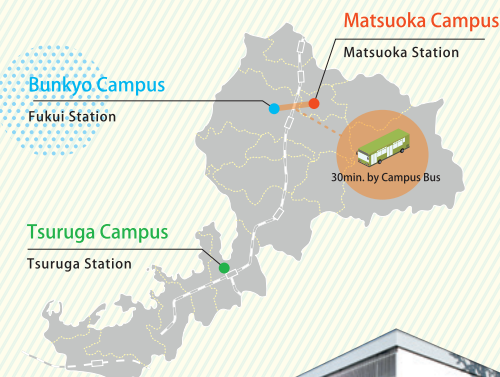 Matsuoka Campus
Matsuoka Station
Bunkyo Campus
Fukui Station
30min. by Campus Bus
Tsuruga Campus
Tsuruga Station